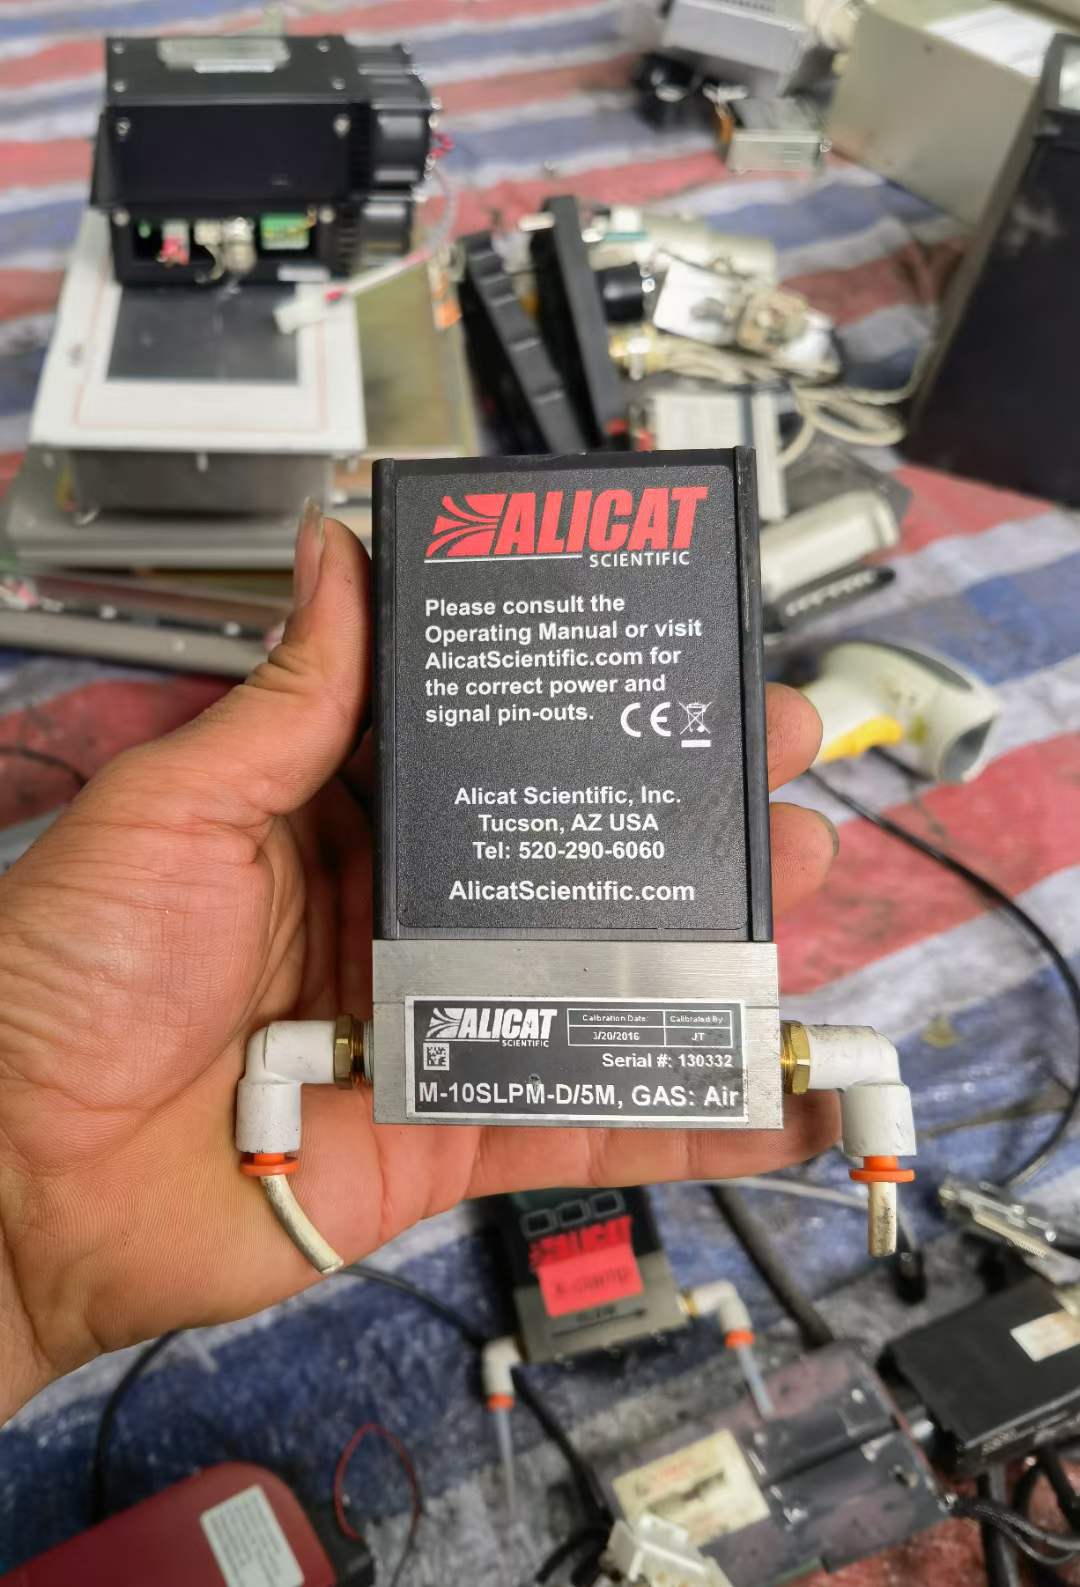 ALICAT
SCIENTIFIC
Please consult the
Operating Manual or visit
AlicatScientific.com for
the correct power and
signal pin-outs. CE
Alicat Scientific, Inc.
Tucson, AZ USA
Tel: 520-290-6060
AlicatScientific.com
ALICAT
SCIENTIFIC
Calibration Date: Calibrated By
3/20/2016 JT
Serial #: 130332
M-10SLPM-D/5M, GAS: Air